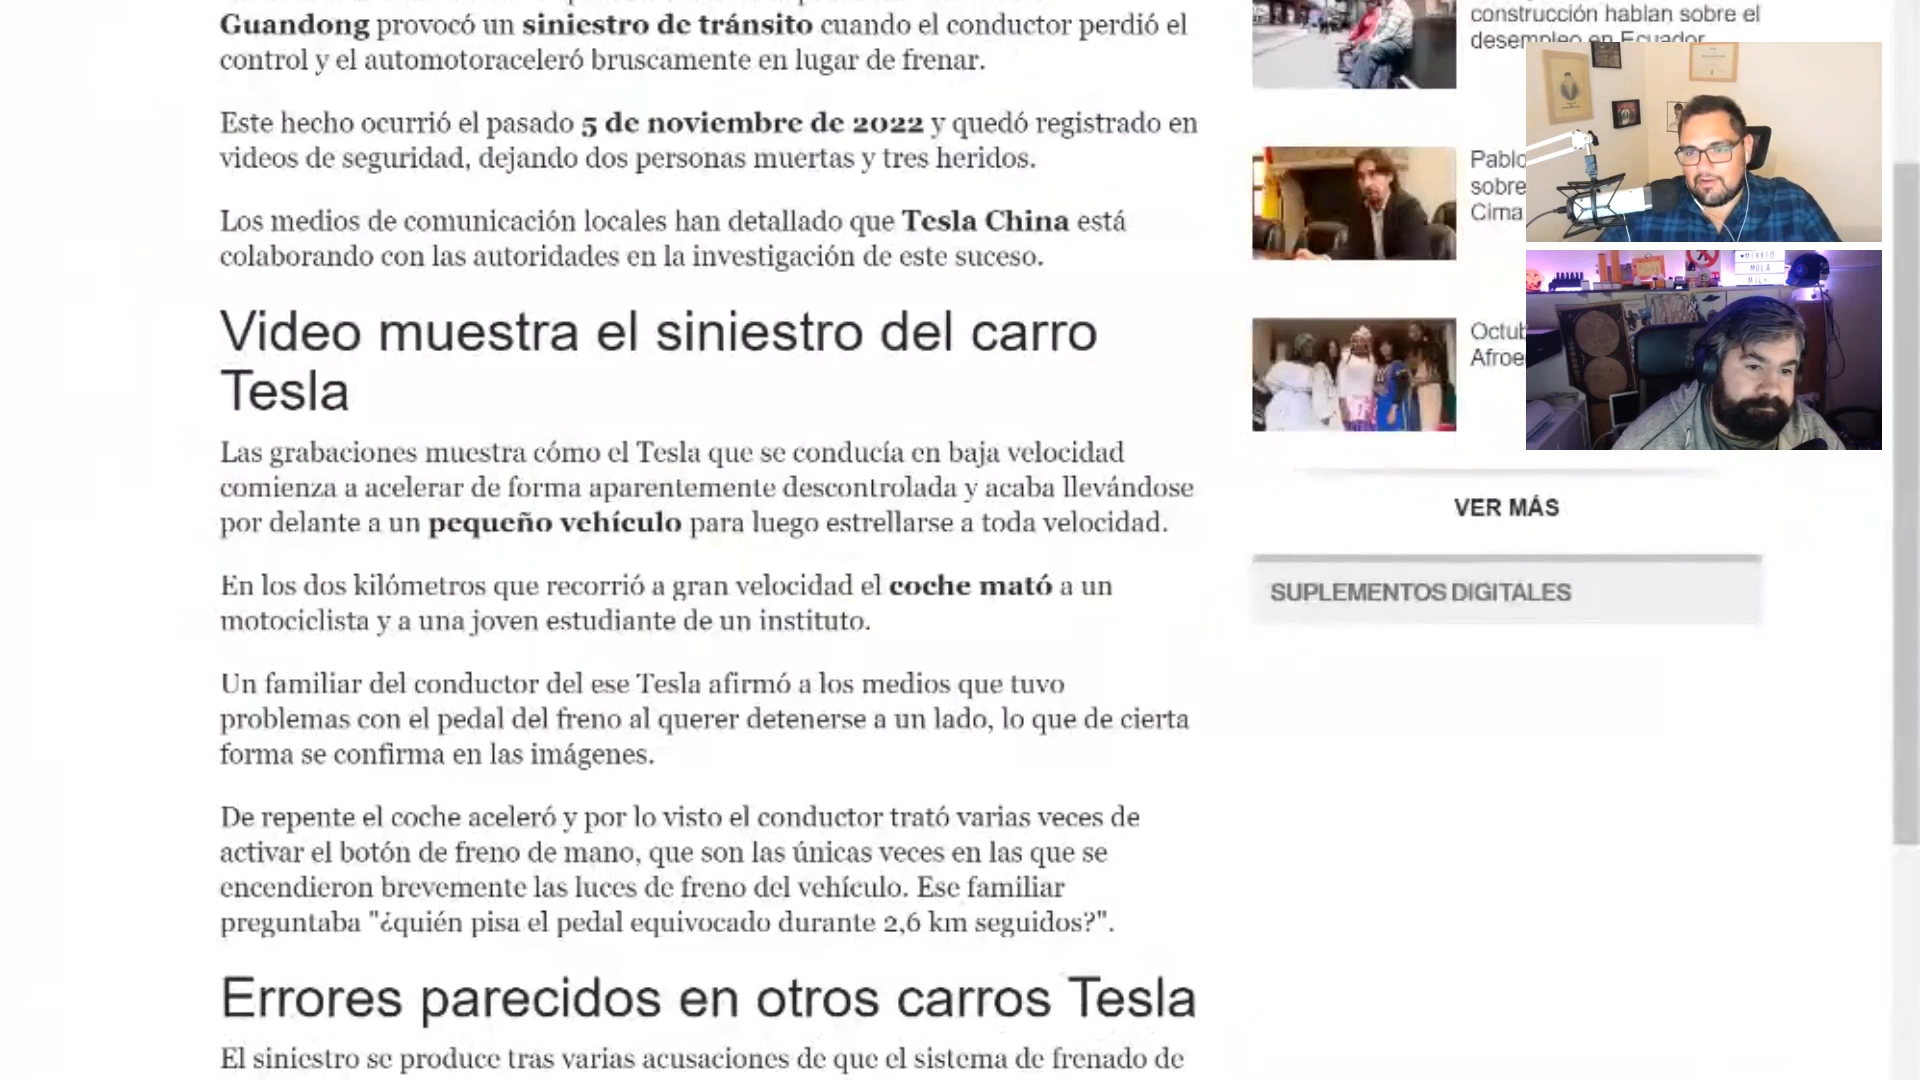 Guandong provocó un siniestro de tránsito cuando el conductor perdió el
control y el automotoraceleró bruscamente en lugar de frenar.
Este hecho ocurrió el pasado 5 de noviembre de 2022 y quedó registrado en
videos de seguridad, dejando dos personas muertas y tres heridos.
Los medios de comunicación locales han detallado que Tesla China está
colaborando con las autoridades en la investigación de este suceso.
Video muestra el siniestro del carro
Tesla
Las grabaciones muestra cómo el Tesla que se conducía en baja velocidad
comienza a acelerar de forma aparentemente descontrolada y acaba llevándose
por delante a un pequeño vehículo para luego estrellarse a toda velocidad.
En los dos kilómetros que recorrió a gran velocidad el coche mató a un
motociclista y a una joven estudiante de un instituto.
Un familiar del conductor del ese Tesla afirmó a los medios que tuvo
problemas con el pedal del freno al querer detenerse a un lado, lo que de cierta
forma se confirma en las imágenes.
De repente el coche aceleró y por lo visto el conductor trató varias veces de
activar el botón de freno de mano, que son las únicas veces en las que se
encendieron brevemente las luces de freno del vehículo. Ese familiar
preguntaba "¿quién pisa el pedal equivocado durante 2,6 km seguidos?".
Errores parecidos en otros carros Tesla
El siniestro se produce tras varias acusaciones de que el sistema de frenado de
construcción hablan sobre el
desempleo en Ecuador
Pablo
sobre
Cima
Octub
Afroe
VER MÁS
SUPLEMENTOS DIGITALES
MOLA